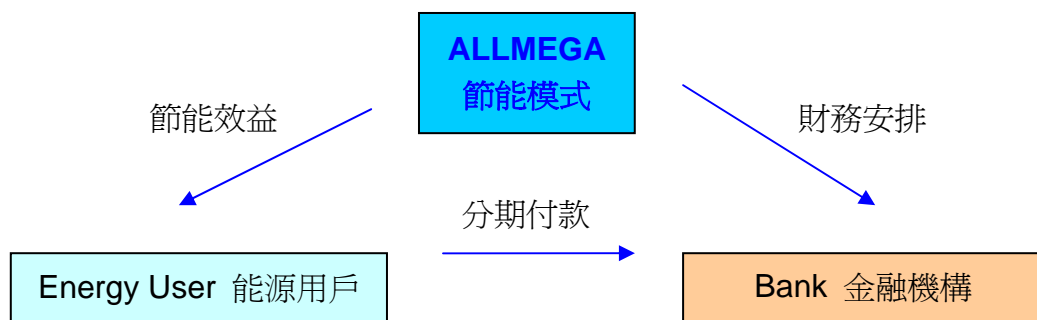 ALLMEGA
節能模式
節能效益
財務安排
分期付款
Energy User 能源用戶
Bank 金融機構